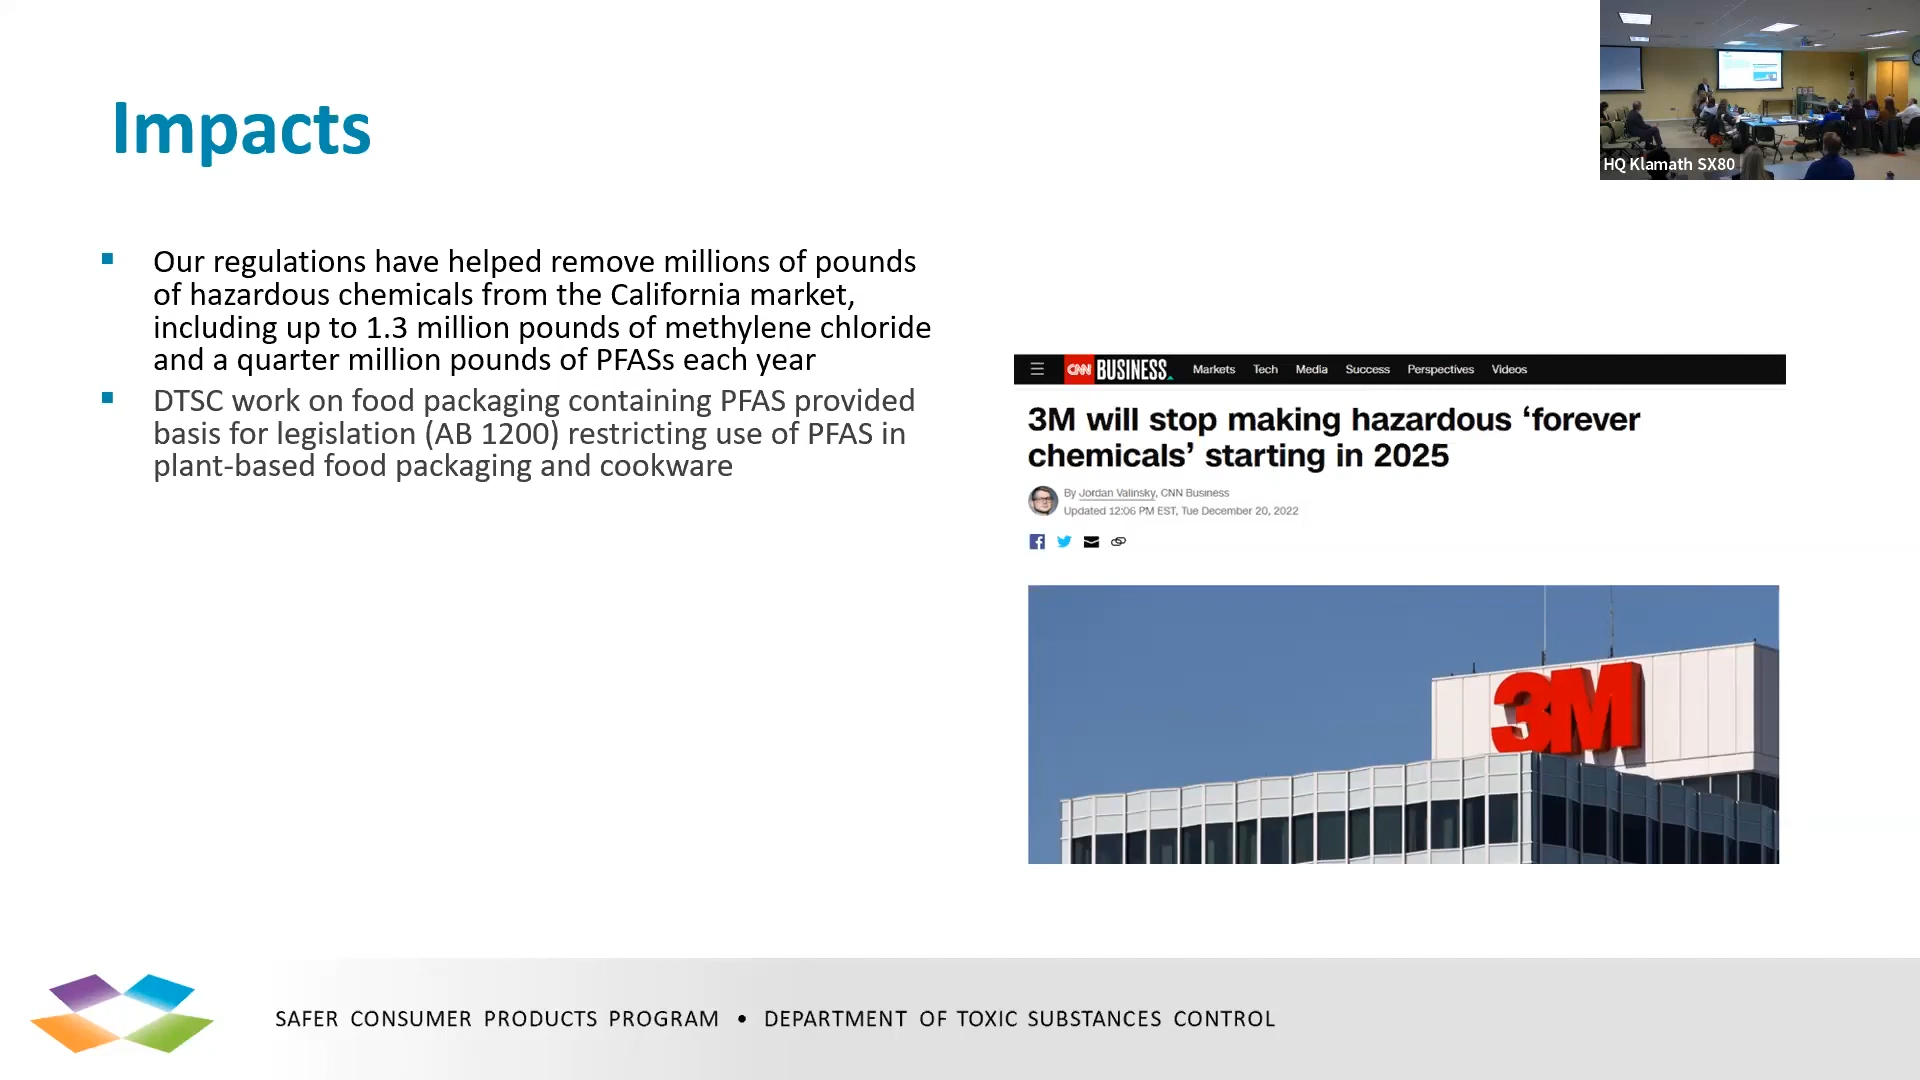 Impacts
Our regulations have helped remove millions of pounds
of hazardous chemicals from the California market,
including up to 1.3 million pounds of methylene chloride
and a quarter million pounds of PFASs each year
DTSC work on food packaging containing PFAS provided
basis for legislation (AB 1200) restricting use of PFAS in
plant-based food packaging and cookware
HQ Klamath SX80
CNN BUSINESS Markets Tech Media Success Perspectives Videos
3M will stop making hazardous ‘forever
chemicals’ starting in 2025
By Jordan Valinsky, CNN Business
Updated 12:06 PM EST, Tue December 20, 2022
3M
SAFER CONSUMER PRODUCTS PROGRAM • DEPARTMENT OF TOXIC SUBSTANCES CONTROL